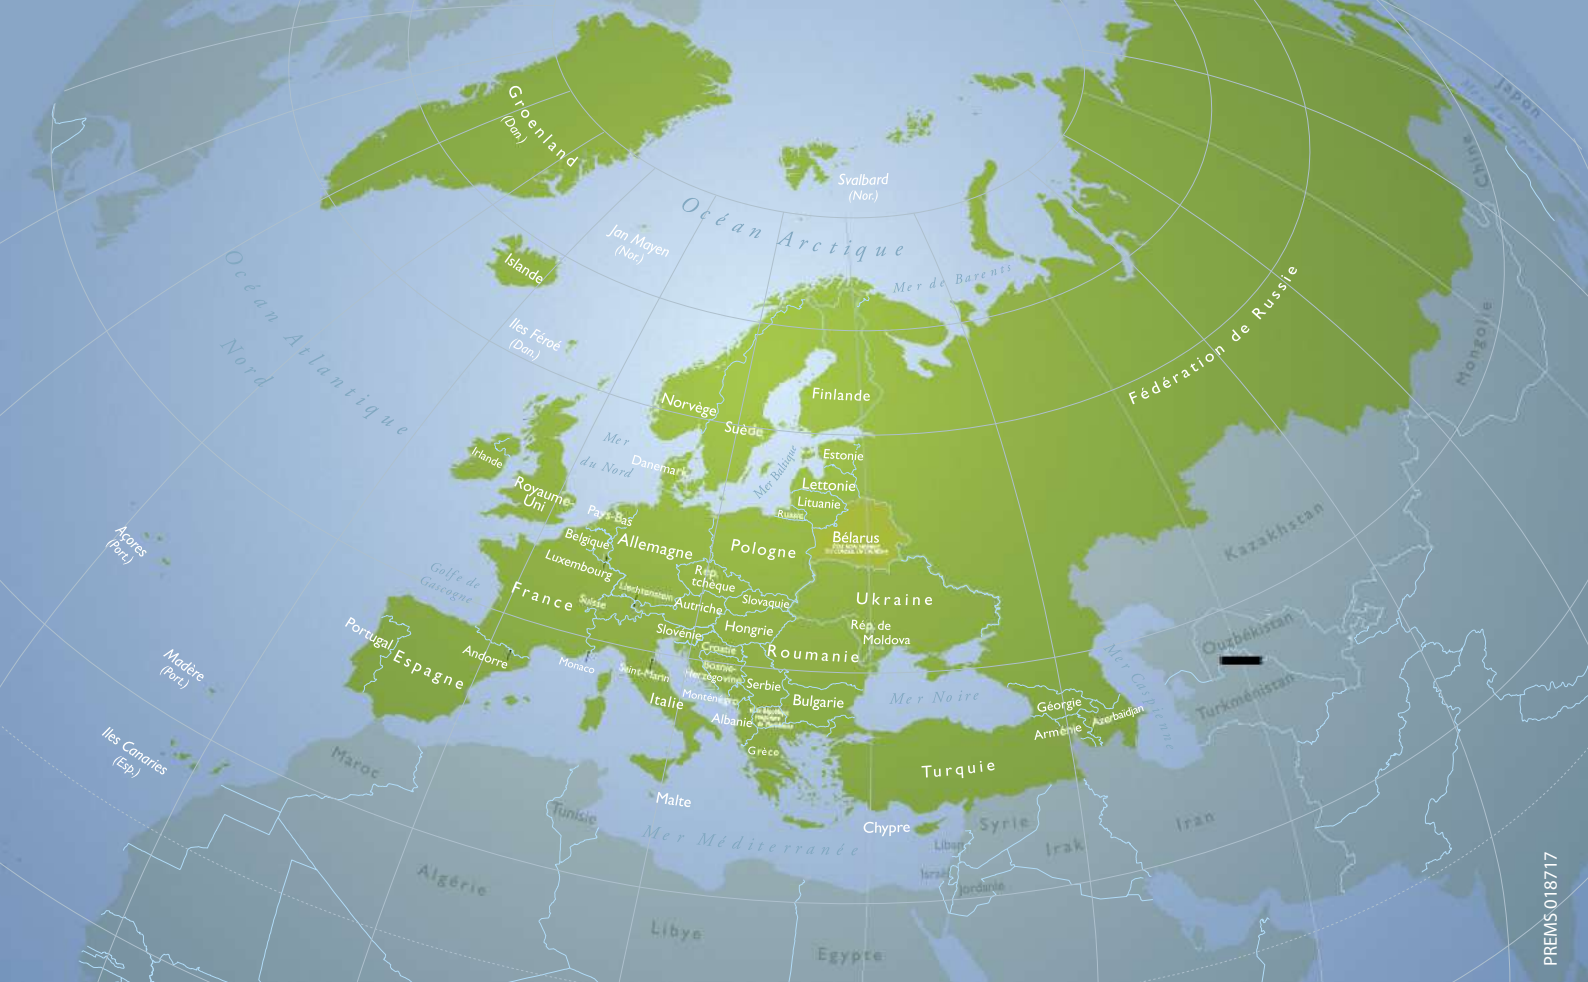 Groenland
(Dan.)
Svalbard
(Nor.)
Océan Arctique
Jan Mayen
(Nor.)
Islande
Mer de Barents
Océan Atlantique
Nord
Iles Féroé
(Dan.)
Fédération de Russie
Japon
Chine
Mongolie
Kazakhstan
Norvège
Suède
Finlande
Mer
du Nord
Danemark
Mer Baltique
Estonie
Lettonie
Lituanie
Russie
Irlande
Royaume-
Uni
Pays-Bas
Belgique
Luxembourg
Allemagne
Pologne
Bélarus
Açores
(Port.)
Golfe de
Gascogne
France
Suisse
Liechtenstein
Rép.
tchèque
Autriche
Slovaquie
Ukraine
Rép. de
Moldova
Slovénie
Hongrie
Croatie
Roumanie
Portugal
Espagne
Andorre
Monaco
Saint-Marin
Italie
Bosnie-
Herzégovine
Serbie
Monténégro
Bulgarie
Albanie
Grèce
Mer Noire
Géorgie
Arménie
Azerbaïdjan
Mer Caspienne
Ouzbékistan
Turkménistan
Madère
(Port.)
Iles Canaries
(Esp.)
Turquie
Malte
Chypre
Mer Méditerranée
Maroc
Algérie
Tunisie
Libye
Egypte
Syrie
Liban
Israël
Jordanie
Irak
Iran
PREMS 018717